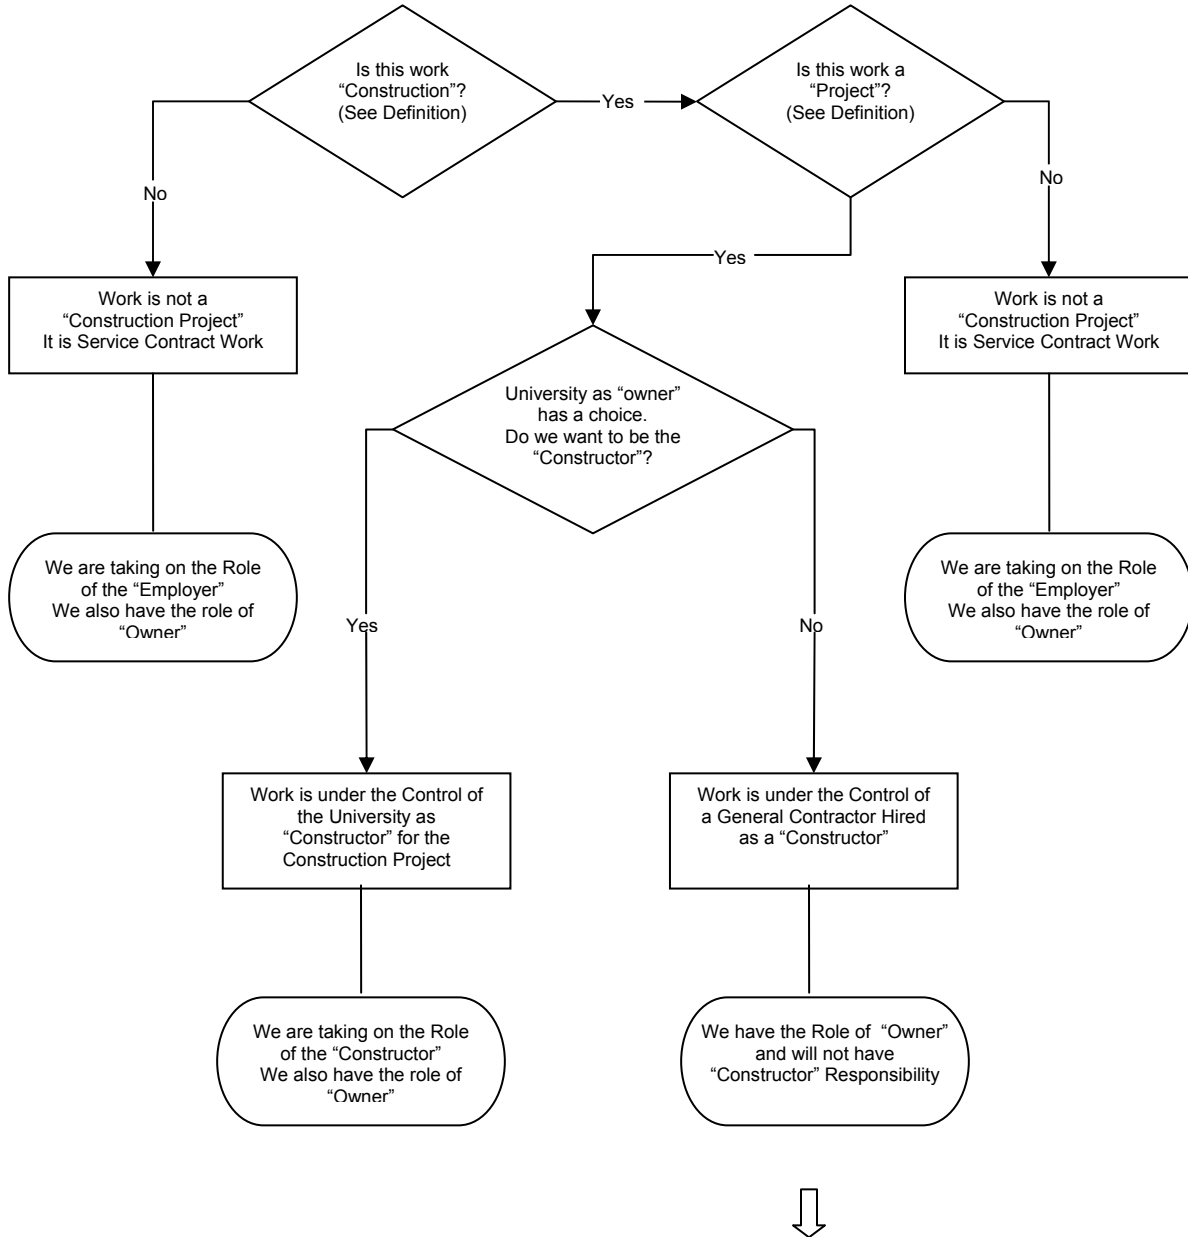 Is this work
“Construction”?
(See Definition)
Yes
Is this work a
“Project”?
(See Definition)
No
No
Yes
Work is not a
“Construction Project”
It is Service Contract Work
Work is not a
“Construction Project”
It is Service Contract Work
University as “owner”
has a choice.
Do we want to be the
“Constructor”?
We are taking on the Role
of the “Employer”
We also have the role of
“Owner”
We are taking on the Role
of the “Employer”
We also have the role of
“Owner”
Yes
No
Work is under the Control of
the University as
“Constructor” for the
Construction Project
Work is under the Control of
a General Contractor Hired
as a “Constructor”
We are taking on the Role
of the “Constructor”
We also have the role of
“Owner”
We have the Role of “Owner”
and will not have
“Constructor” Responsibility